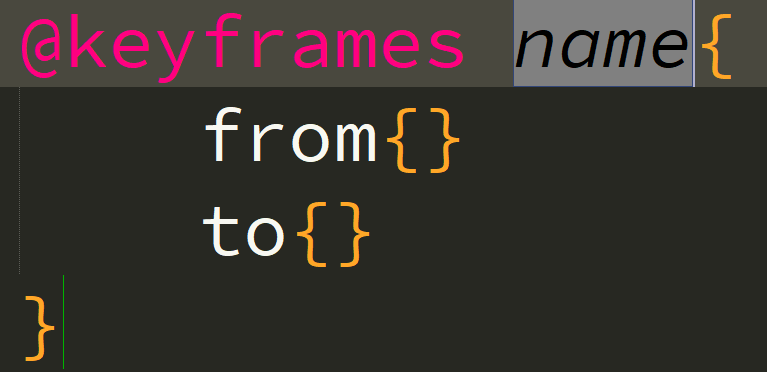 @keyframes name{
from{}
to{}
}